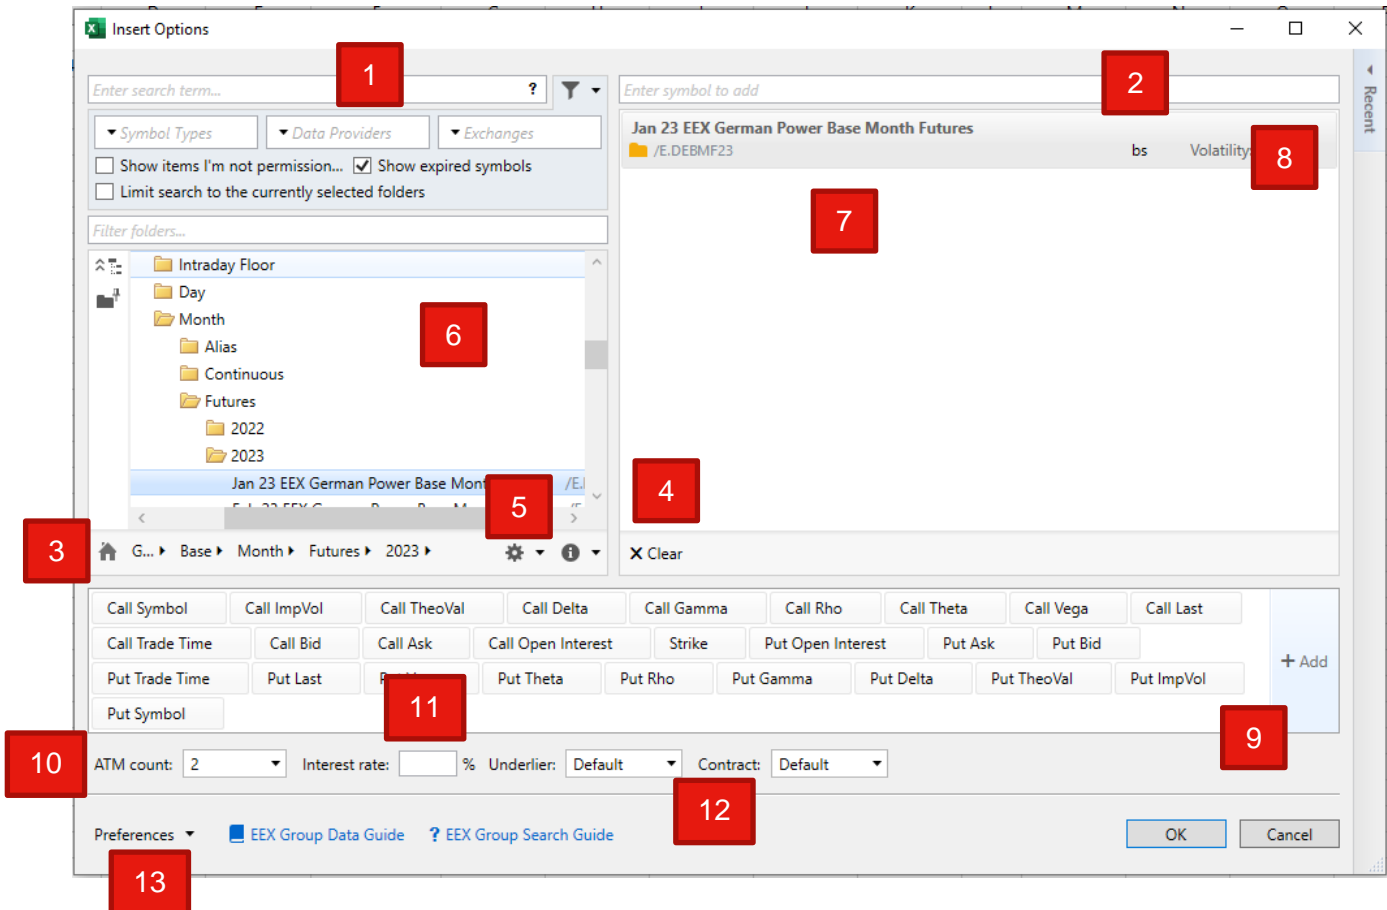 Insert Options
1
2
Enter search term...
?
Enter symbol to add
Recent
Symbol Types
Data Providers
Exchanges
Jan 23 EEX German Power Base Month Futures
/E.DEBMF23
bs
Volatility
8
Show items I'm not permission...
Show expired symbols
Limit search to the currently selected folders
7
Filter folders...
Intraday Floor
Day
Month
6
Alias
Continuous
Futures
2022
2023
Jan 23 EEX German Power Base Mon
/E.
4
5
3
G...
Base
Month
Futures
2023
X Clear
Call Symbol
Call ImpVol
Call TheoVal
Call Delta
Call Gamma
Call Rho
Call Theta
Call Vega
Call Last
Call Trade Time
Call Bid
Call Ask
Call Open Interest
Strike
Put Open Interest
Put Ask
Put Bid
+ Add
Put Trade Time
Put Last
Put Theta
Put Rho
Put Gamma
Put Delta
Put TheoVal
Put ImpVol
11
Put Symbol
9
10
ATM count:
2
Interest rate:
%
Underlier:
Default
Contract:
Default
12
Preferences
EEX Group Data Guide
? EEX Group Search Guide
OK
Cancel
13